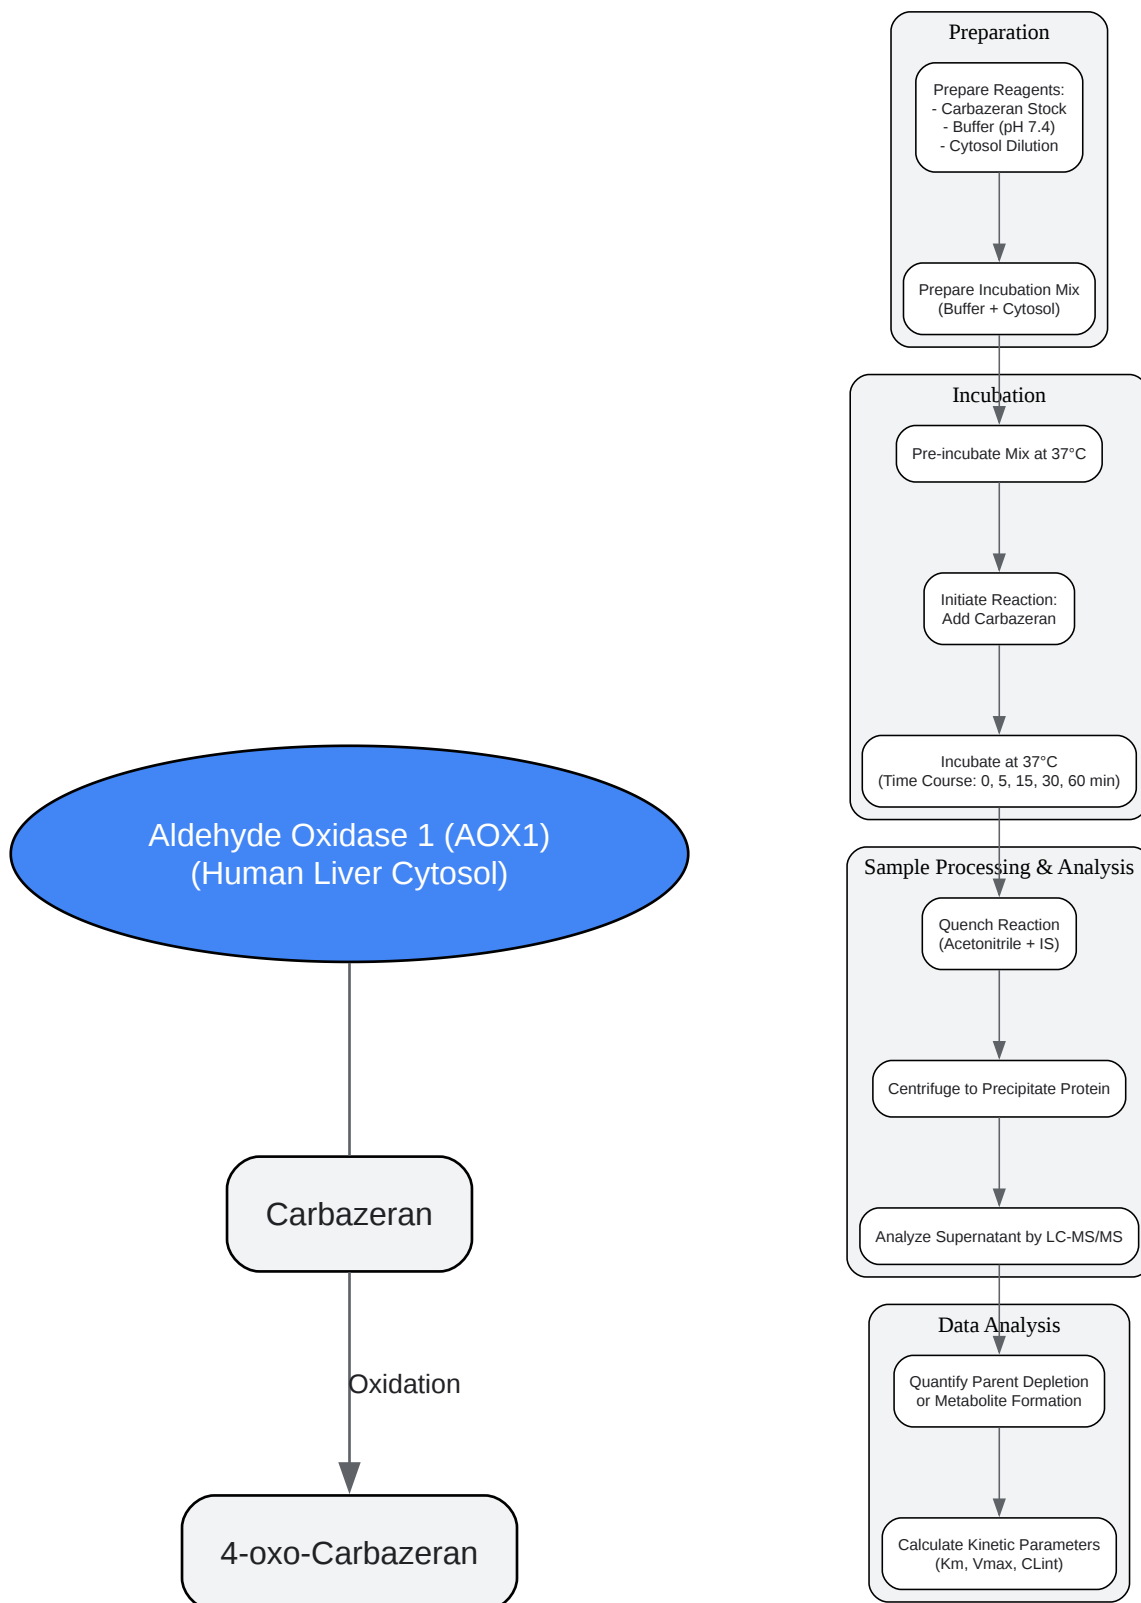 Aldehyde Oxidase 1 (AOX1)
(Human Liver Cytosol)
Carbazeran
Oxidation
4-oxo-Carbazeran
Preparation
Prepare Reagents:
- Carbazeran Stock
- Buffer (pH 7.4)
- Cytosol Dilution
Prepare Incubation Mix
(Buffer + Cytosol)
Incubation
Pre-incubate Mix at 37°C
Initiate Reaction:
Add Carbazeran
Incubate at 37°C
(Time Course: 0, 5, 15, 30, 60 min)
Sample Processing & Analysis
Quench Reaction
(Acetonitrile + IS)
Centrifuge to Precipitate Protein
Analyze Supernatant by LC-MS/MS
Data Analysis
Quantify Parent Depletion
or Metabolite Formation
Calculate Kinetic Parameters
(Km, Vmax, CLint)